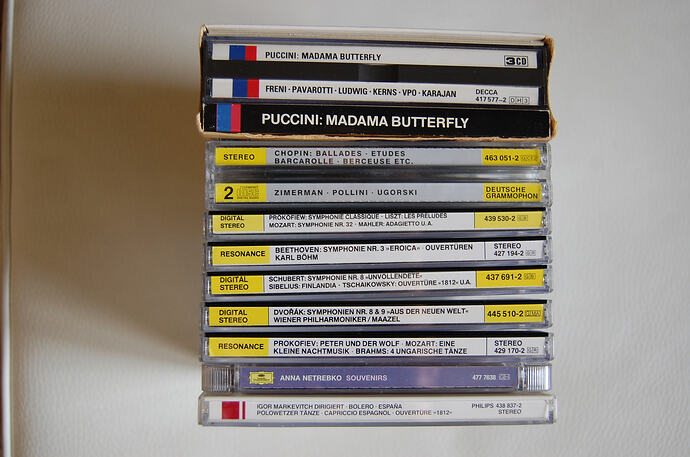 PUCCINI: MADAMA BUTTERFLY 3CD
FRENI · PAVAROTTI · LUDWIG · KERNS · VPO · KARAJAN DECCA
417 577-2 DH3
PUCCINI: MADAMA BUTTERFLY
STEREO CHOPIN: BALLADES · ETUDES 463 051-2
BARCAROLLE · BERCEUSE ETC.
2 ZIMERMAN · POLLINI · UGORSKI DEUTSCHE
GRAMMOPHON
DIGITAL PROKOFIEW: SYMPHONIE CLASSIQUE · LISZT: LES PRELUDES 439 530-2
STEREO MOZART: SYMPHONIE NR. 32 · MAHLER: ADAGIETTO U.A.
RESONANCE BEETHOVEN: SYMPHONIE NR. 3 »EROICA« · OUVERTÜREN STEREO
KARL BÖHM 427 194-2
DIGITAL SCHUBERT: SYMPHONIE NR. 8 »UNVOLLENDETE« 437 691-2
STEREO SIBELIUS: FINLANDIA · TSCHAIKOWSKY: OUVERTÜRE »1812« U.A.
DIGITAL DVOŘÁK: SYMPHONIEN NR. 8 & 9 »AUS DER NEUEN WELT« 445 510-2 GMA
STEREO WIENER PHILHARMONIKER / MAAZEL
RESONANCE PROKOFIEV: PETER UND DER WOLF · MOZART: EINE STEREO
KLEINE NACHTMUSIK · BRAHMS: 4 UNGARISCHE TÄNZE 429 170-2
ANNA NETREBKO SOUVENIRS 477 7638
IGOR MARKEVITCH DIRIGIERT · BOLERO · ESPAÑA PHILIPS 438 837-2
POLOWETZER TÄNZE · CAPRICCIO ESPAGNOL · OUVERTÜRE »1812« STEREO